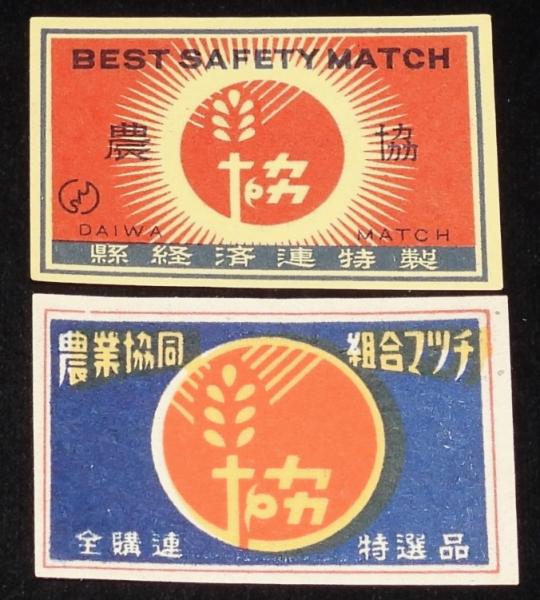 BEST SAFETY MATCH
農 協
協
DAIWA MATCH
縣経済連特製
農業協同 組合マツチ
協
全購連 特選品